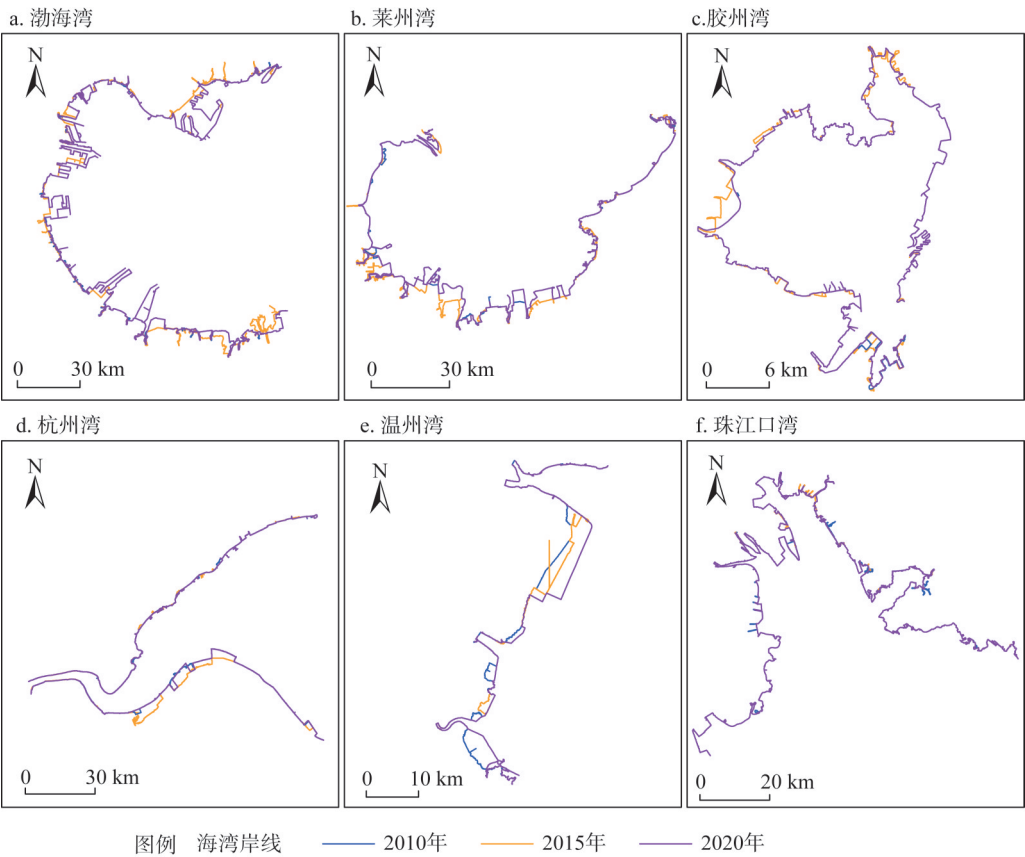 a. 渤海湾
b. 莱州湾
c.胶州湾
N
N
N
0 30 km
0 30 km
0 6 km
d. 杭州湾
e. 温州湾
f. 珠江口湾
N
N
N
0 30 km
0 10 km
0 20 km
图例 海湾岸线 2010年 2015年 2020年